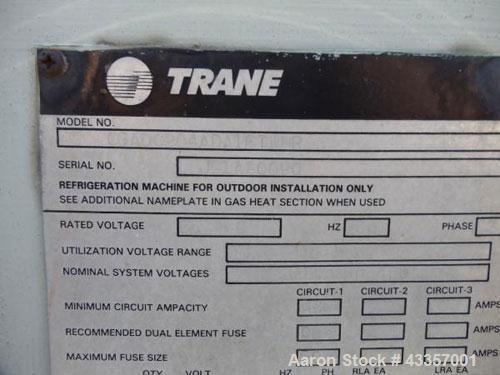 TRANE
MODEL NO.
SERIAL NO.
REFRIGERATION MACHINE FOR OUTDOOR INSTALLATION ONLY
SEE ADDITIONAL NAMEPLATE IN GAS HEAT SECTION WHEN USED
RATED VOLTAGE HZ PHASE
UTILIZATION VOLTAGE RANGE
NOMINAL SYSTEM VOLTAGES
CIRCUIT-1 CIRCUIT-2 CIRCUIT-3
MINIMUM CIRCUIT AMPACITY AMPS
RECOMMENDED DUAL ELEMENT FUSE AMPS
MAXIMUM FUSE SIZE AMPS
QTY VOLT HZ PH RLA EA LRA EA
Aaron Stock # 43357001